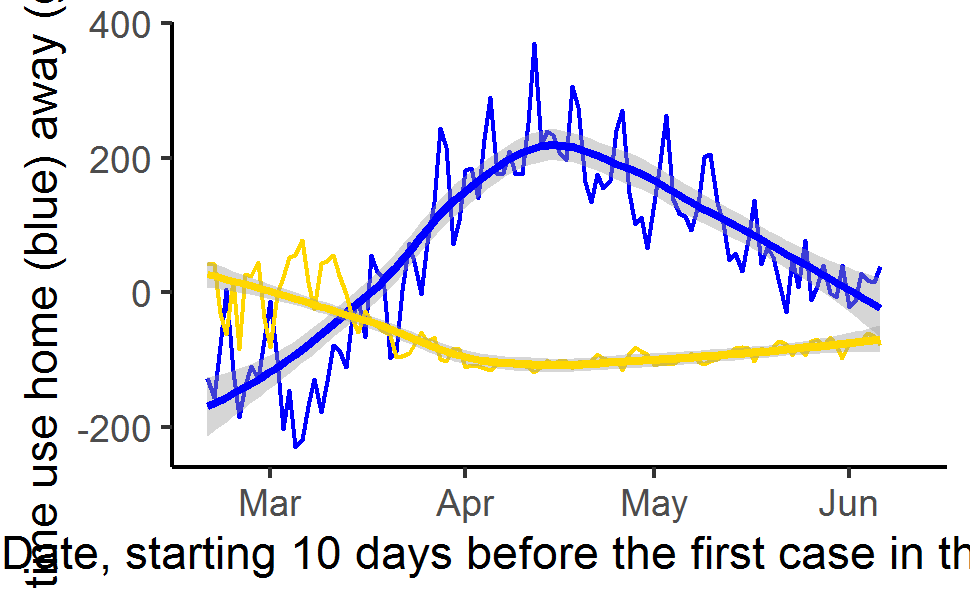 time use home (blue) away (
400
200
0
-200
Mar Apr May Jun
Date, starting 10 days before the first case in th